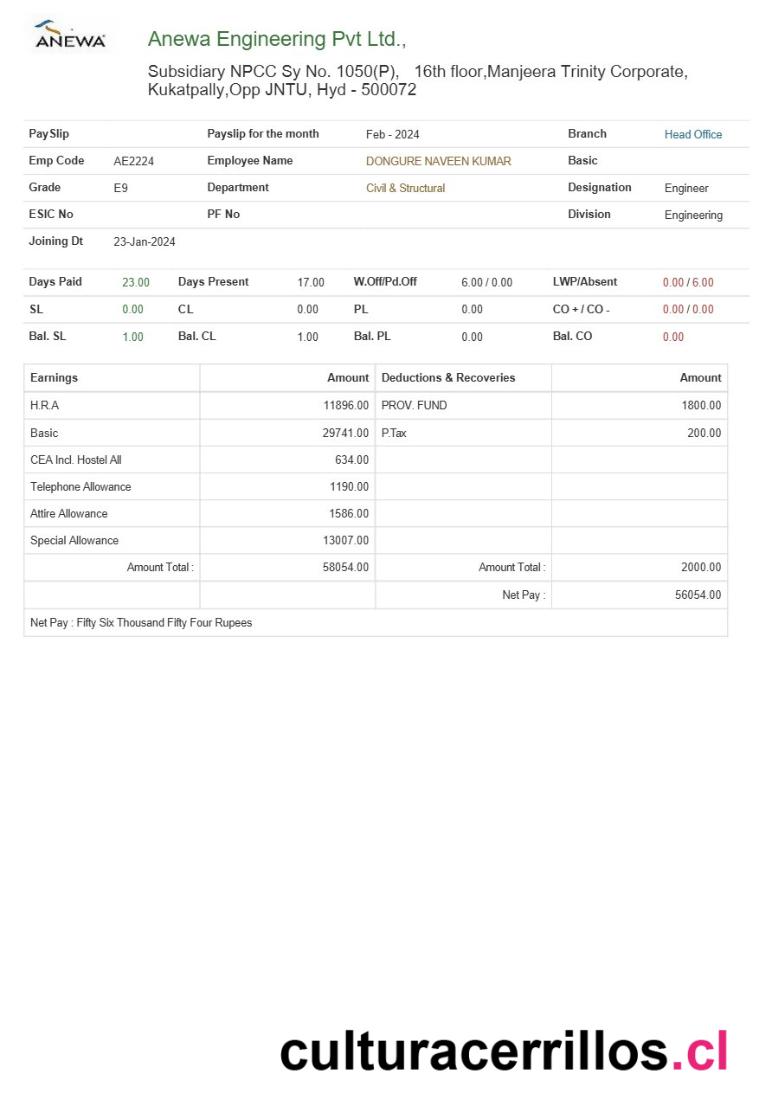 ANEWA
Anewa Engineering Pvt Ltd.,
Subsidiary NPCC Sy No. 1050(P), 16th floor,Manjeera Trinity Corporate,
Kukatpally,Opp JNTU, Hyd - 500072
PaySlip Payslip for the month Feb - 2024 Branch Head Office
Emp Code AE2224 Employee Name DONGURE NAVEEN KUMAR Basic
Grade E9 Department Civil & Structural Designation Engineer
ESIC No PF No Division Engineering
Joining Dt 23-Jan-2024
Days Paid 23.00 Days Present 17.00 W.Off/Pd.Off 6.00 / 0.00 LWP/Absent 0.00 / 6.00
SL 0.00 CL 0.00 PL 0.00 CO + / CO - 0.00 / 0.00
Bal. SL 1.00 Bal. CL 1.00 Bal. PL 0.00 Bal. CO 0.00
Earnings Amount Deductions & Recoveries Amount
H.R.A 11896.00 PROV. FUND 1800.00
Basic 29741.00 P.Tax 200.00
CEA Incl. Hostel All 634.00
Telephone Allowance 1190.00
Attire Allowance 1586.00
Special Allowance 13007.00
Amount Total : 58054.00 Amount Total : 2000.00
Net Pay : 56054.00
Net Pay : Fifty Six Thousand Fifty Four Rupees
culturacerrillos.cl